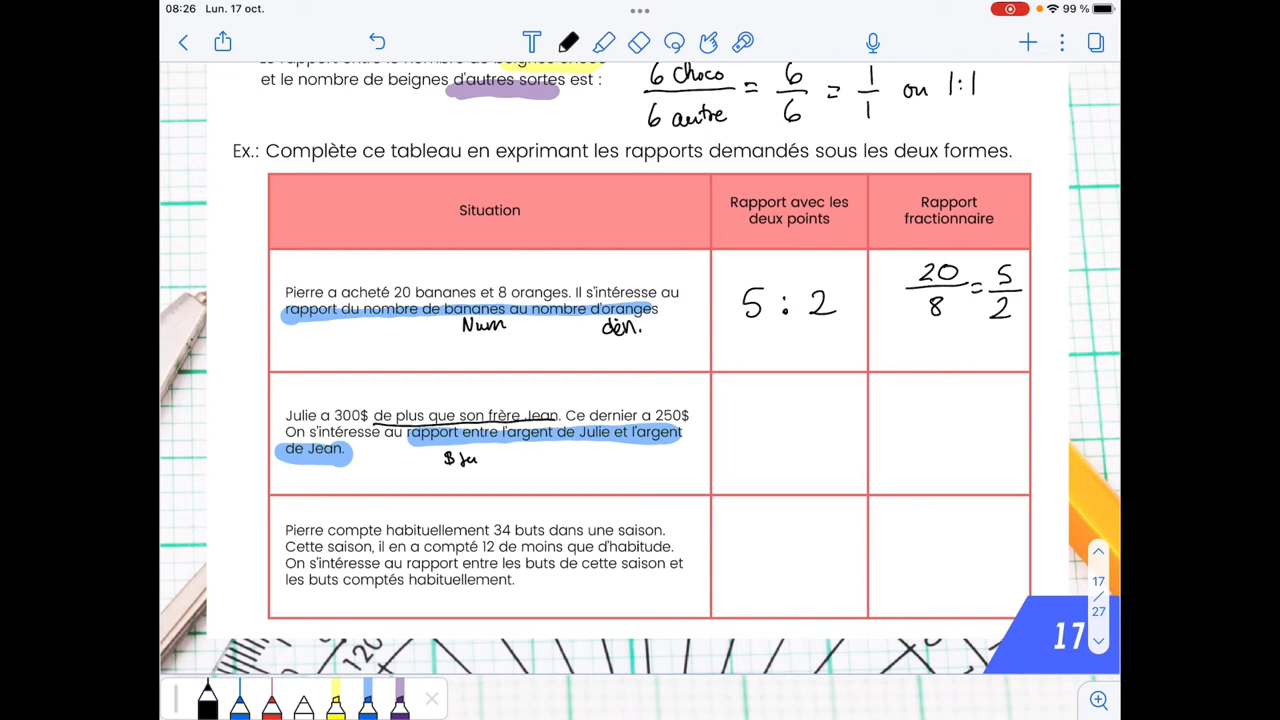 08:26 Lun. 17 oct.
99 %
et le nombre de beignes d'autres sortes est :
6 choco / 6 autre = 6 / 6 = 1 / 1 ou 1:1
Ex.: Complète ce tableau en exprimant les rapports demandés sous les deux formes.
Situation
Rapport avec les
deux points
Rapport
fractionnaire
Pierre a acheté 20 bananes et 8 oranges. Il s'intéresse au
rapport du nombre de bananes au nombre d'oranges
Num dén.
5 : 2
20 / 8 = 5 / 2
Julie a 300$ de plus que son frère Jean. Ce dernier a 250$
On s'intéresse au rapport entre l'argent de Julie et l'argent
de Jean.
$ Ju
Pierre compte habituellement 34 buts dans une saison.
Cette saison, il en a compté 12 de moins que d'habitude.
On s'intéresse au rapport entre les buts de cette saison et
les buts comptés habituellement.
17
17
/
27
120